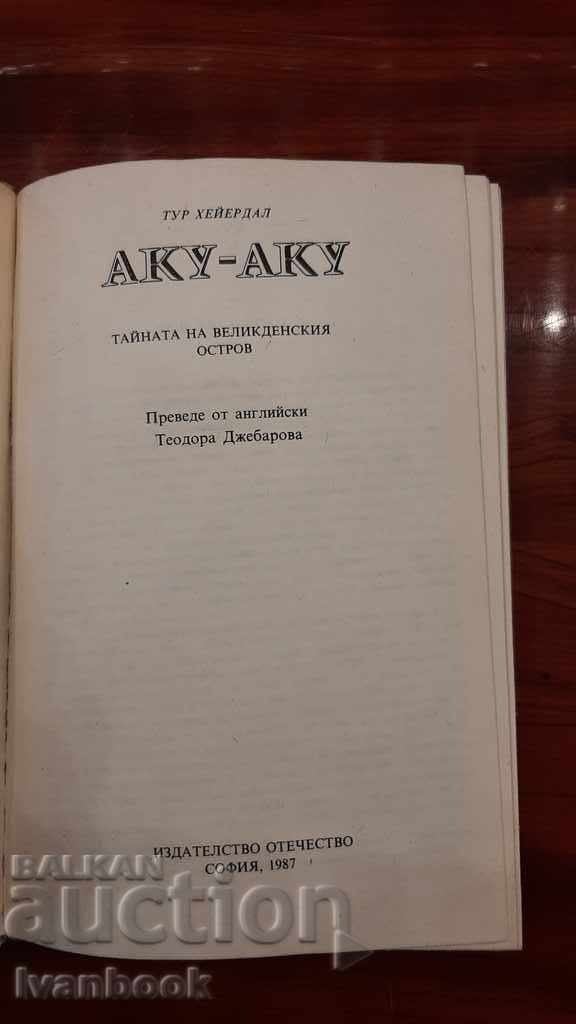 ТУР ХЕЙЕРДАЛ
АКУ-АКУ
ТАЙНАТА НА ВЕЛИКДЕНСКИЯ
ОСТРОВ
Преведе от английски
Теодора Джебарова
ИЗДАТЕЛСТВО ОТЕЧЕСТВО
СОФИЯ, 1987
BALKAN
auction
Ivanbook